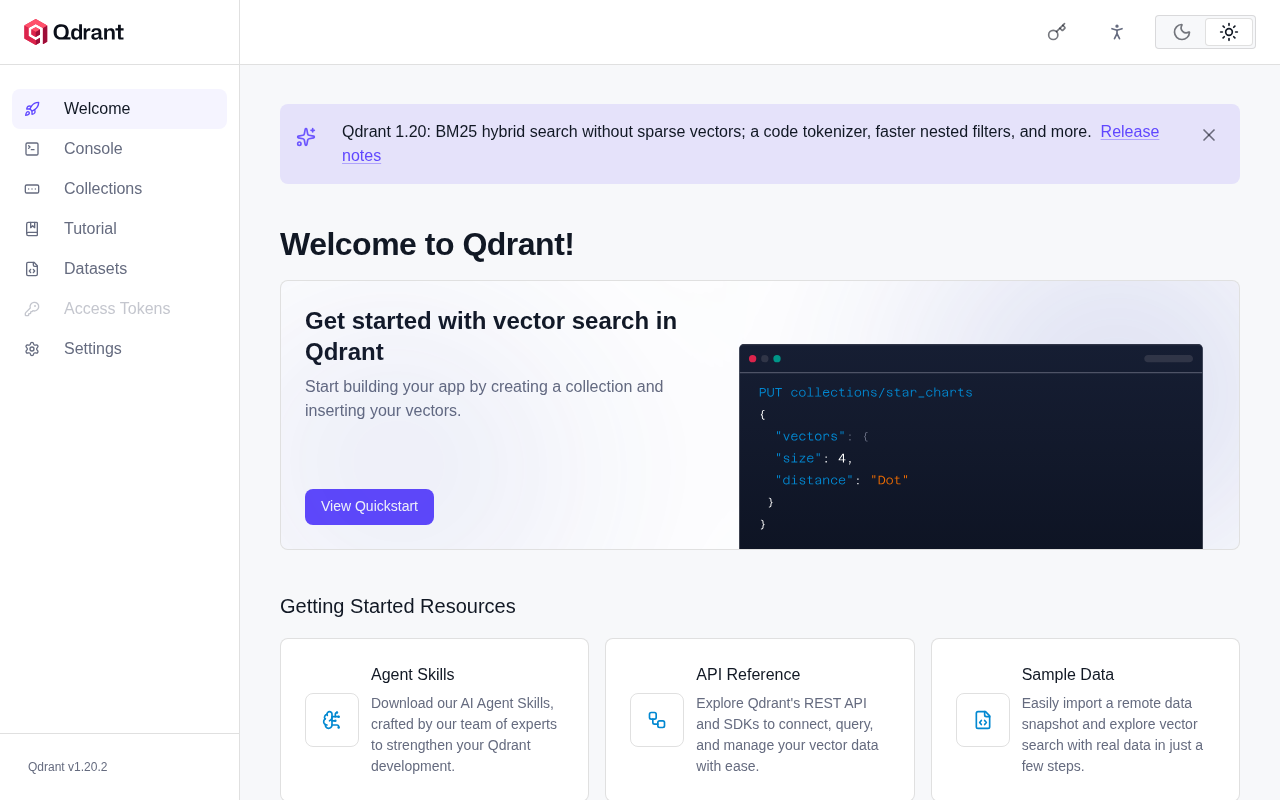 Qdrant
Welcome
Console
Collections
Tutorial
Datasets
Access Tokens
Settings
Qdrant v1.20.2
Qdrant 1.20: BM25 hybrid search without sparse vectors; a code tokenizer, faster nested filters, and more. Release
notes
Welcome to Qdrant!
Get started with vector search in
Qdrant
Start building your app by creating a collection and
inserting your vectors.
View Quickstart
PUT collections/star_charts
{
"vectors": {
"size": 4,
"distance": "Dot"
}
}
Getting Started Resources
Agent Skills
Download our AI Agent Skills,
crafted by our team of experts
to strengthen your Qdrant
development.
API Reference
Explore Qdrant's REST API
and SDKs to connect, query,
and manage your vector data
with ease.
Sample Data
Easily import a remote data
snapshot and explore vector
search with real data in just a
few steps.